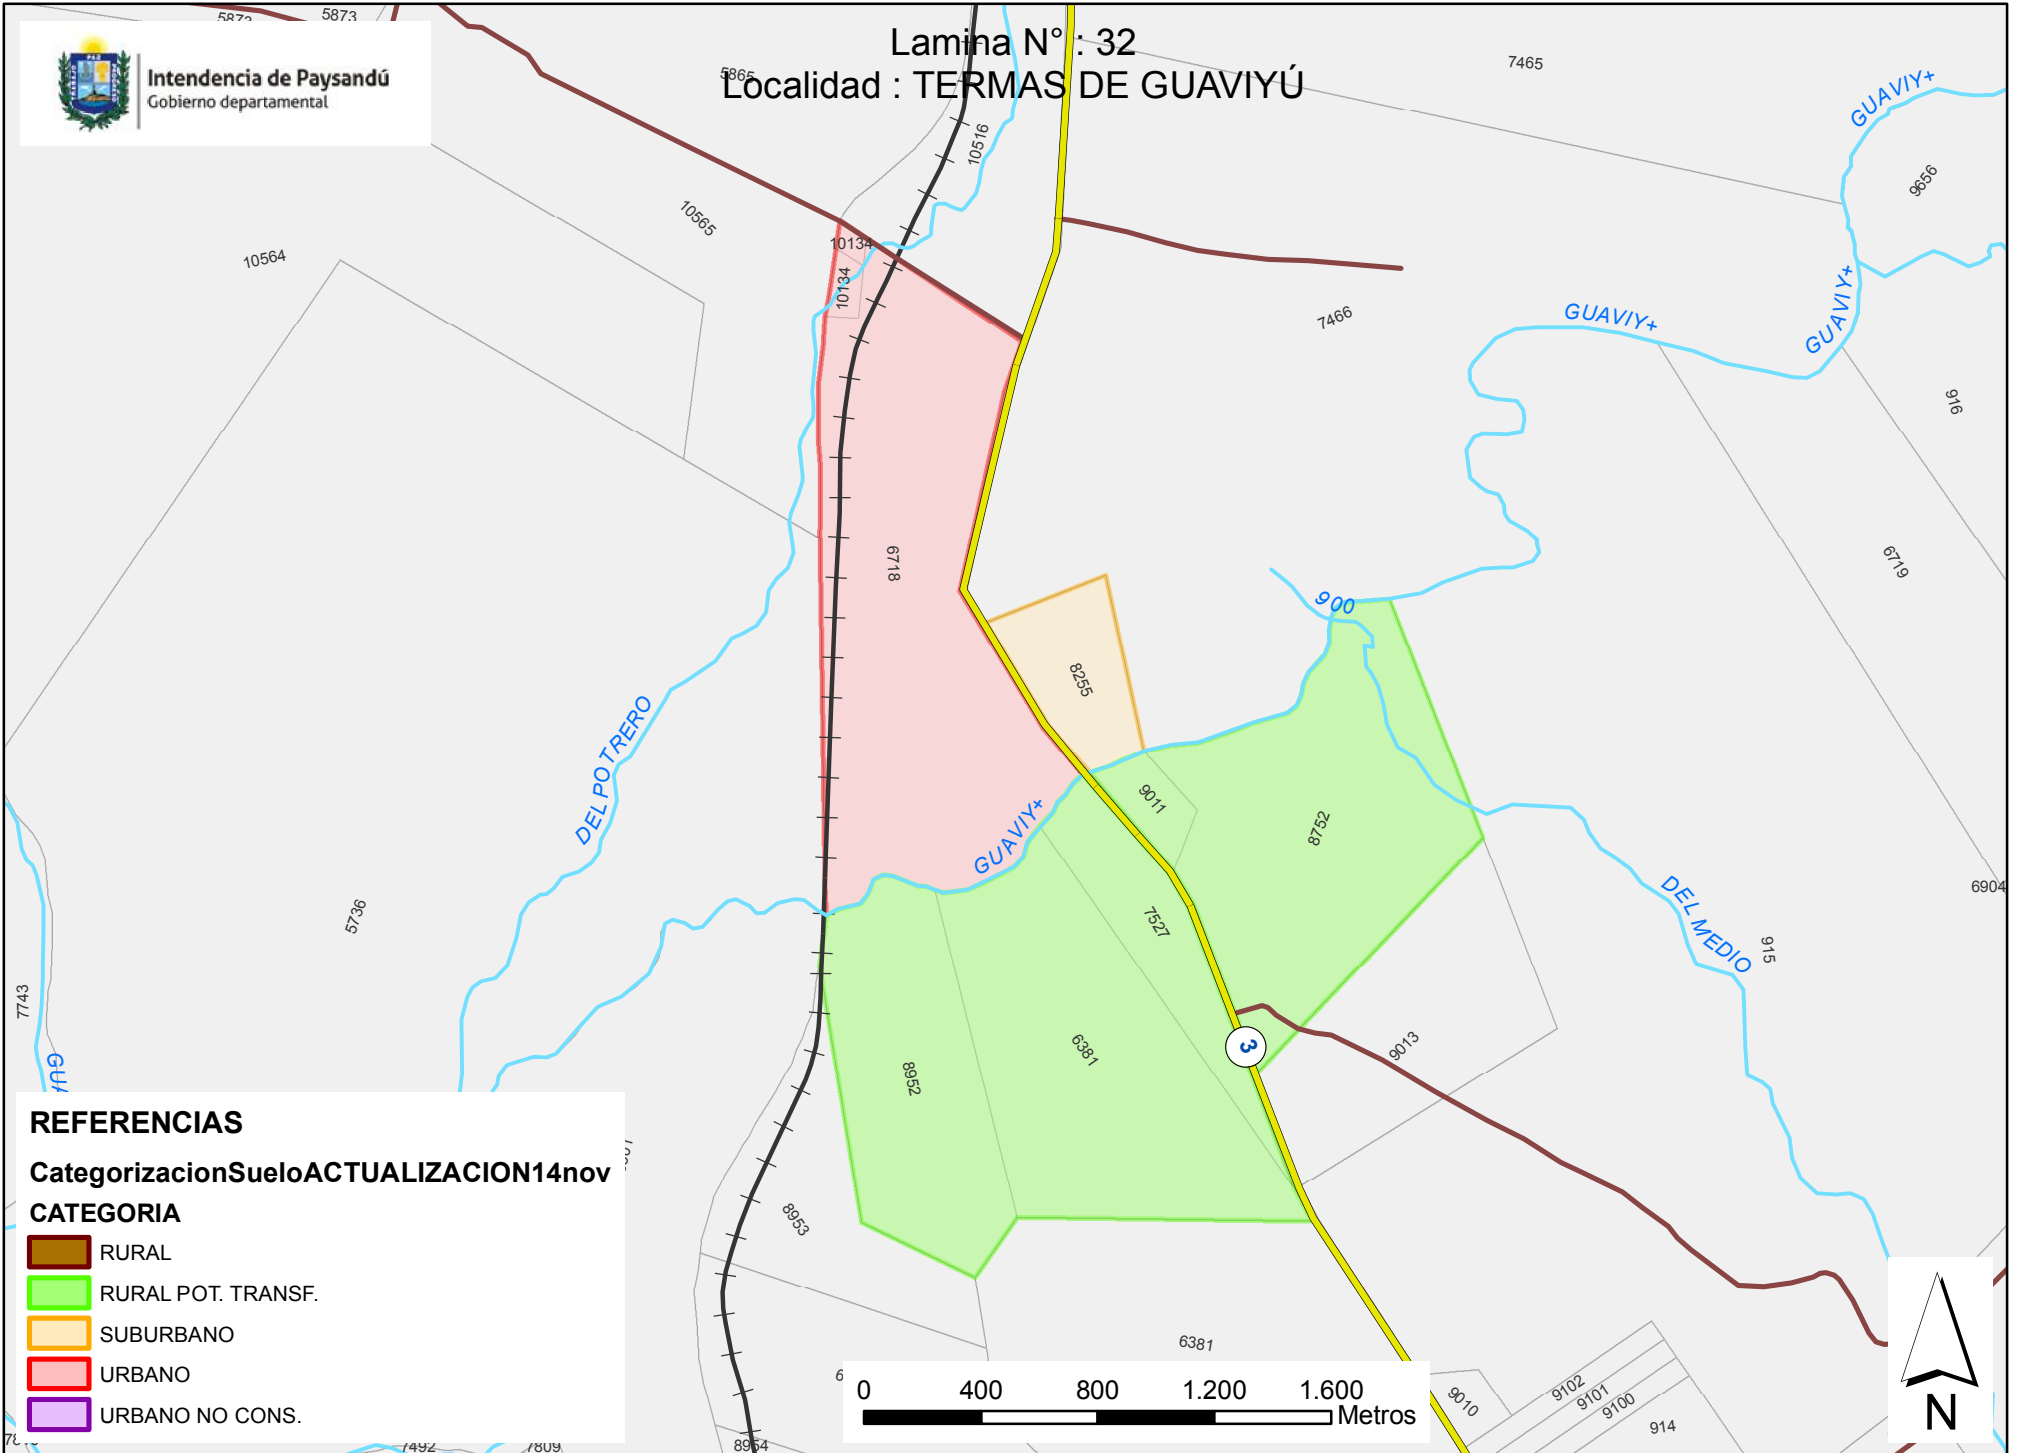 Lamina N° : 32
Localidad : TERMAS DE GUAVIYÚ
Intendencia de Paysandú
Gobierno departamental
5873
5865
7465
GUAVIY+
10516
9656
10565
10134
10564
10134
GUAVIY+
GUAVIY+
7466
916
6718
6719
900
8255
DEL POTRERO
9011
8752
GUAVIY+
6904
5736
7527
DEL MEDIO
915
7743
3
6381
9013
8952
8953
6381
9102
9101
9100
9010
914
8954
7492
7809
REFERENCIAS
CategorizacionSueloACTUALIZACION14nov
CATEGORIA
RURAL
RURAL POT. TRANSF.
SUBURBANO
URBANO
URBANO NO CONS.
0 400 800 1.200 1.600
Metros
N